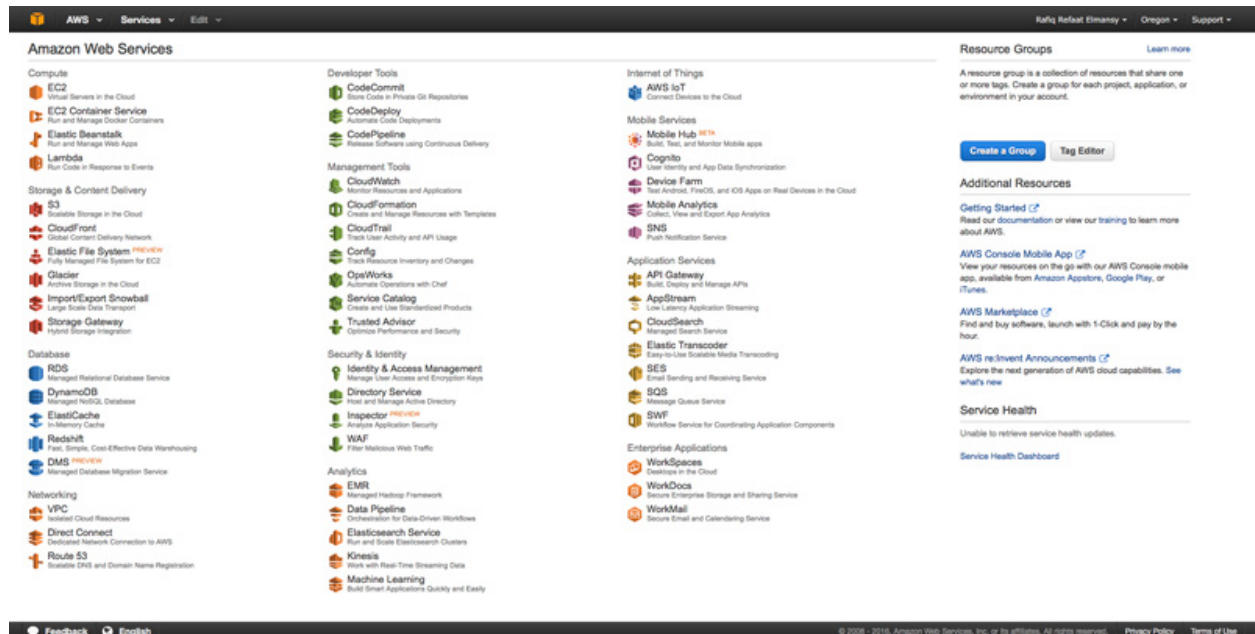 AWS Services Edit Rafiq Refaat Elmansy Oregon Support
Amazon Web Services
Compute
EC2
Virtual Servers in the Cloud
EC2 Container Service
Run and Manage Docker Containers
Elastic Beanstalk
Run and Manage Web Apps
Lambda
Run Code in Response to Events
Storage & Content Delivery
S3
Scalable Storage in the Cloud
CloudFront
Global Content Delivery Network
Elastic File System PREVIEW
Fully Managed File System for EC2
Glacier
Archive Storage in the Cloud
Import/Export Snowball
Large Scale Data Transport
Storage Gateway
Hybrid Storage Integration
Database
RDS
Managed Relational Database Service
DynamoDB
Managed NoSQL Database
ElastiCache
In-Memory Cache
Redshift
Fast, Simple, Cost-Effective Data Warehousing
DMS PREVIEW
Managed Database Migration Service
Networking
VPC
Isolated Cloud Resources
Direct Connect
Dedicated Network Connection to AWS
Route 53
Scalable DNS and Domain Name Registration
Developer Tools
CodeCommit
Store Code in Private Git Repositories
CodeDeploy
Automate Code Deployments
CodePipeline
Release Software using Continuous Delivery
Management Tools
CloudWatch
Monitor Resources and Applications
CloudFormation
Create and Manage Resources with Templates
CloudTrail
Track User Activity and API Usage
Config
Track Resource Inventory and Changes
OpsWorks
Automate Operations with Chef
Service Catalog
Create and Use Standardized Products
Trusted Advisor
Optimize Performance and Security
Security & Identity
Identity & Access Management
Manage User Access and Encryption Keys
Directory Service
Host and Manage Active Directory
Inspector PREVIEW
Analyze Application Security
WAF
Filter Malicious Web Traffic
Analytics
EMR
Managed Hadoop Framework
Data Pipeline
Orchestration for Data-Driven Workflows
Elasticsearch Service
Run and Scale Elasticsearch Clusters
Kinesis
Work with Real-Time Streaming Data
Machine Learning
Build Smart Applications Quickly and Easily
Internet of Things
AWS IoT
Connect Devices to the Cloud
Mobile Services
Mobile Hub BETA
Build, Test, and Monitor Mobile apps
Cognito
User Identity and App Data Synchronization
Device Farm
Test Android, FireOS, and iOS Apps on Real Devices in the Cloud
Mobile Analytics
Collect, View and Export App Analytics
SNS
Push Notification Service
Application Services
API Gateway
Build, Deploy and Manage APIs
AppStream
Low Latency Application Streaming
CloudSearch
Managed Search Service
Elastic Transcoder
Easy-to-Use Scalable Media Transcoding
SES
Email Sending and Receiving Service
SQS
Message Queue Service
SWF
Workflow Service for Coordinating Application Components
Enterprise Applications
WorkSpaces
Desktops in the Cloud
WorkDocs
Secure Enterprise Storage and Sharing Service
WorkMail
Secure Email and Calendaring Service
Resource Groups Learn more
A resource group is a collection of resources that share one
or more tags. Create a group for each project, application, or
environment in your account.
Create a Group Tag Editor
Additional Resources
Getting Started
Read our documentation or view our training to learn more
about AWS.
AWS Console Mobile App
View your resources on the go with our AWS Console mobile
app, available from Amazon Appstore, Google Play, or
iTunes.
AWS Marketplace
Find and buy software, launch with 1-Click and pay by the
hour.
AWS re:Invent Announcements
Explore the next generation of AWS cloud capabilities. See
what's new
Service Health
Unable to retrieve service health updates.
Service Health Dashboard
Feedback English © 2008 - 2016, Amazon Web Services, Inc. or its affiliates. All rights reserved. Privacy Policy Terms of Use